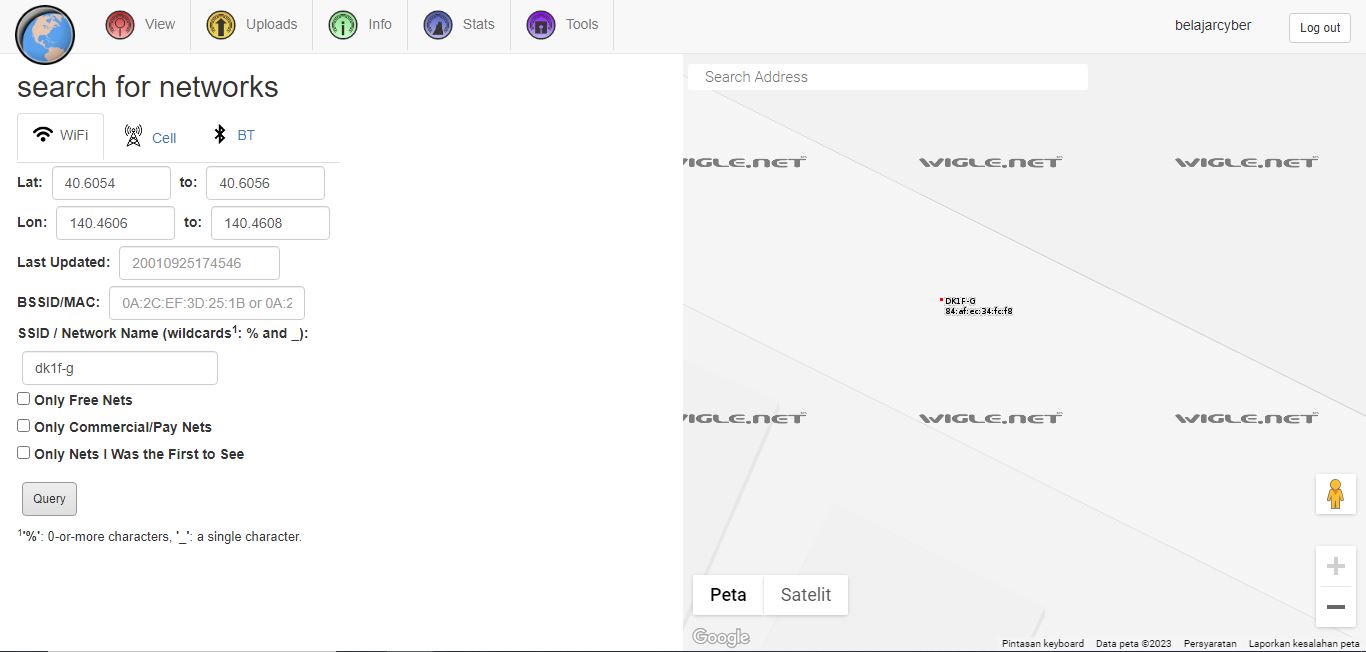 View Uploads Info Stats Tools belajarcyber Log out
search for networks
WiFi Cell BT
Lat: 40.6054 to: 40.6056
Lon: 140.4606 to: 140.4608
Last Updated: 20010925174546
BSSID/MAC: 0A:2C:EF:3D:25:1B or 0A:2
SSID / Network Name (wildcards¹: % and _):
dk1f-g
Only Free Nets
Only Commercial/Pay Nets
Only Nets I Was the First to See
Query
¹'%': 0-or-more characters, '_': a single character.
Search Address
WIGLE.NET WIGLE.NET WIGLE.NET
DK1F-G
84:af:ec:34:fc:f8
WIGLE.NET WIGLE.NET WIGLE.NET
Peta Satelit
Google
Pintasan keyboard Data peta ©2023 Persyaratan Laporkan kesalahan peta